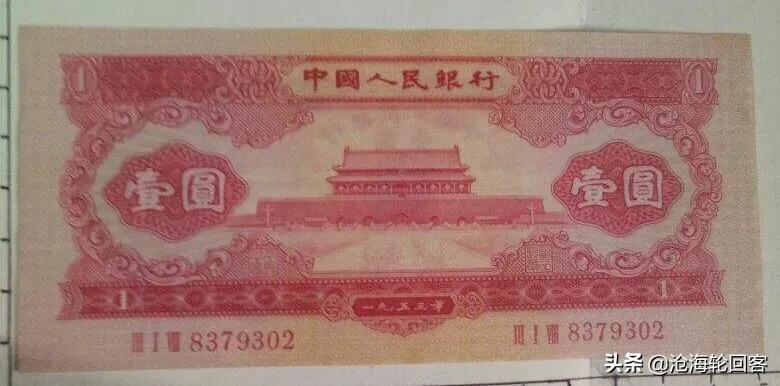 中國人民銀行
1 1
壹圓 壹圓
1 一九五三年 1
III I VIII 8379302 III I VIII 8379302
头条 @沧海轮回客